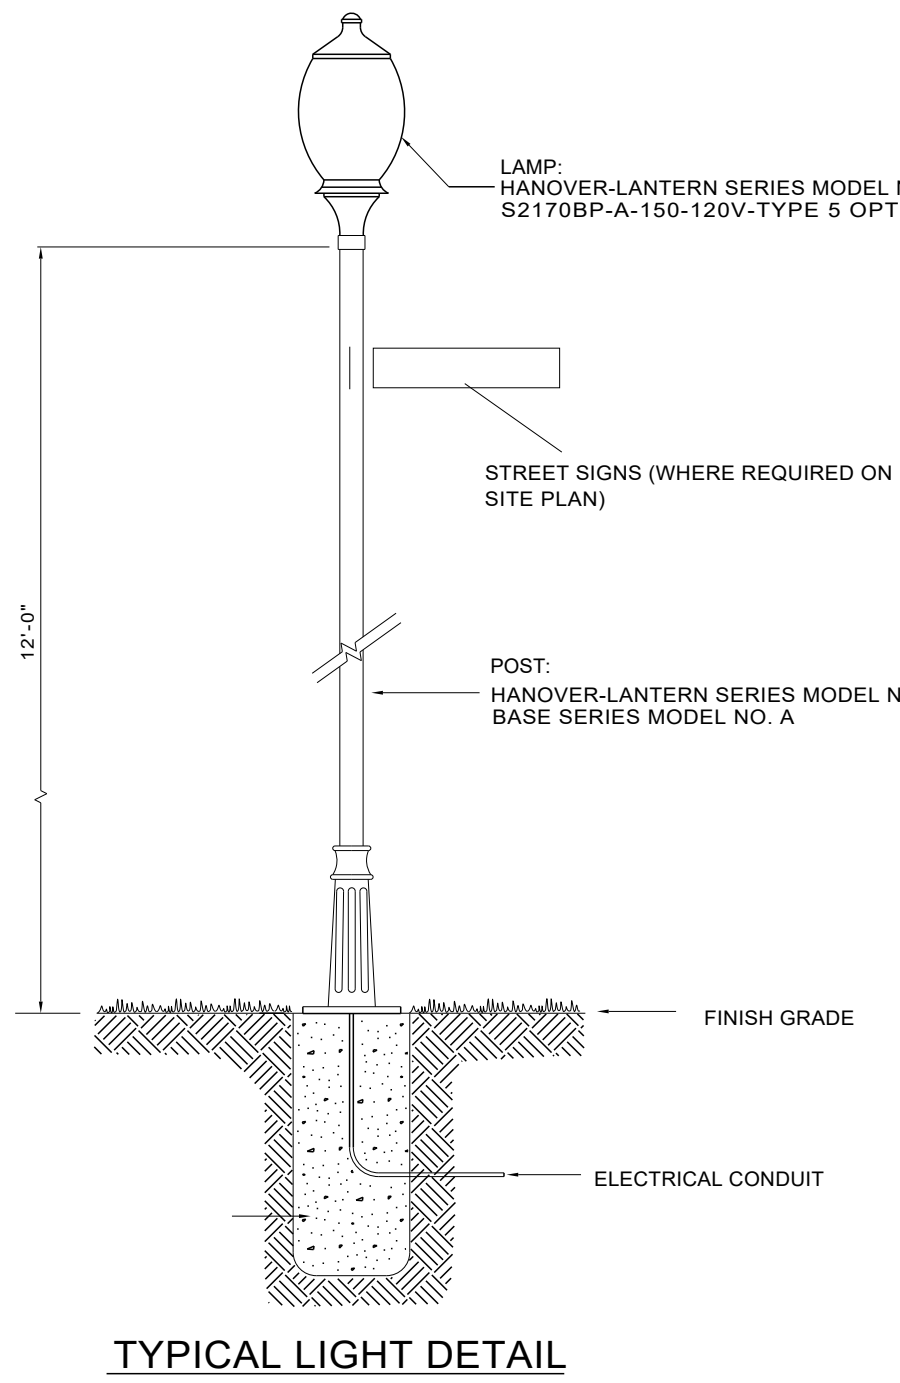 LAMP:
HANOVER-LANTERN SERIES MODEL
S2170BP-A-150-120V-TYPE 5
STREET SIGNS (WHERE REQUIRED ON
SITE PLAN)
12'-0"
POST:
HANOVER-LANTERN SERIES MODEL
BASE SERIES MODEL NO. A
FINISH GRADE
ELECTRICAL CONDUIT
TYPICAL LIGHT DETAIL